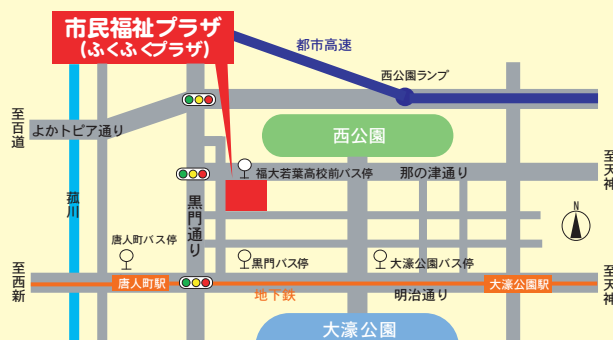 市民福祉プラザ
(ふくふくプラザ)
都市高速
西公園ランプ
至百道
よかトピア通り
西公園
福大若葉高校前バス停
那の津通り
至天神
菰川
黒門通り
N
唐人町バス停
黒門バス停
大濠公園バス停
至西新
唐人町駅
地下鉄
明治通り
大濠公園駅
至天神
大濠公園